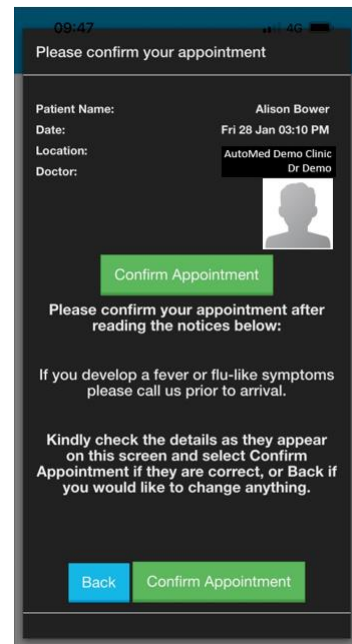 09:47
4G
Please confirm your appointment
Patient Name: Alison Bower
Date: Fri 28 Jan 03:10 PM
Location: AutoMed Demo Clinic
Doctor: Dr Demo
Confirm Appointment
Please confirm your appointment after
reading the notices below:
If you develop a fever or flu-like symptoms
please call us prior to arrival.
Kindly check the details as they appear
on this screen and select Confirm
Appointment if they are correct, or Back if
you would like to change anything.
Back Confirm Appointment